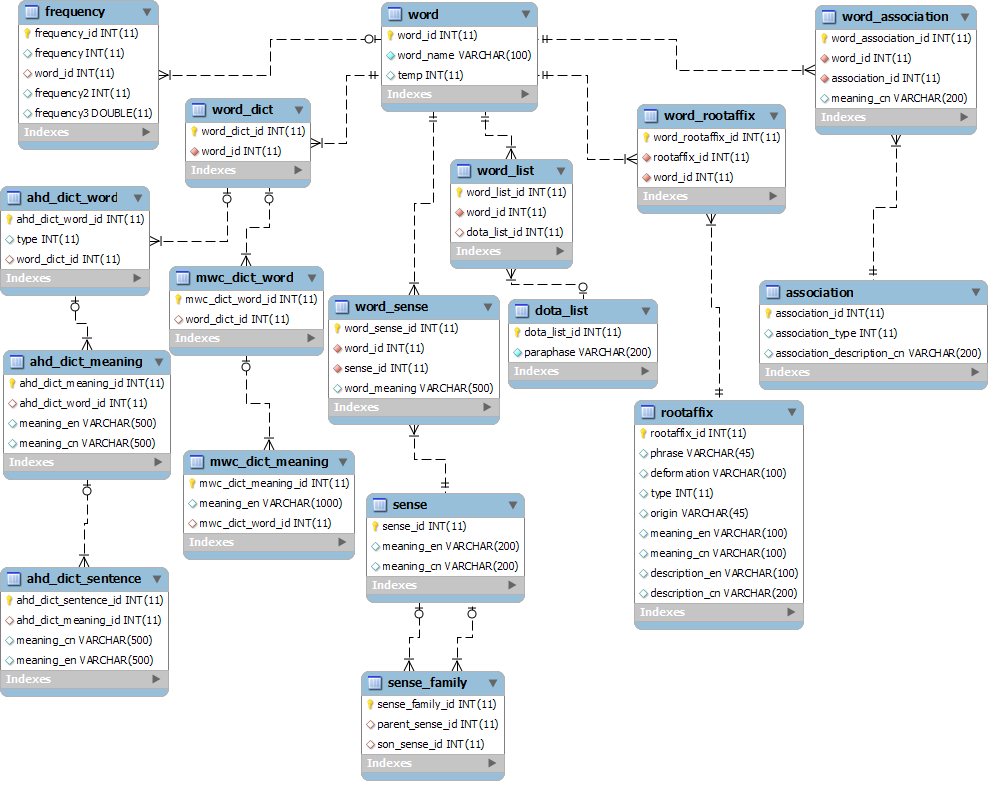 frequency
frequency_id INT(11)
frequency INT(11)
word_id INT(11)
frequency2 INT(11)
frequency3 DOUBLE(11)
Indexes
word
word_id INT(11)
word_name VARCHAR(100)
temp INT(11)
Indexes
word_association
word_association_id INT(11)
word_id INT(11)
association_id INT(11)
meaning_cn VARCHAR(200)
Indexes
word_dict
word_dict_id INT(11)
word_id INT(11)
Indexes
word_rootaffix
word_rootaffix_id INT(11)
rootaffix_id INT(11)
word_id INT(11)
Indexes
word_list
word_list_id INT(11)
word_id INT(11)
dota_list_id INT(11)
Indexes
ahd_dict_word
ahd_dict_word_id INT(11)
type INT(11)
word_dict_id INT(11)
Indexes
mwc_dict_word
mwc_dict_word_id INT(11)
word_dict_id INT(11)
Indexes
word_sense
word_sense_id INT(11)
word_id INT(11)
sense_id INT(11)
word_meaning VARCHAR(500)
Indexes
dota_list
dota_list_id INT(11)
paraphase VARCHAR(200)
Indexes
association
association_id INT(11)
association_type INT(11)
association_description_cn VARCHAR(200)
Indexes
ahd_dict_meaning
ahd_dict_meaning_id INT(11)
ahd_dict_word_id INT(11)
meaning_en VARCHAR(500)
meaning_cn VARCHAR(500)
Indexes
mwc_dict_meaning
mwc_dict_meaning_id INT(11)
meaning_en VARCHAR(1000)
mwc_dict_word_id INT(11)
Indexes
rootaffix
rootaffix_id INT(11)
phrase VARCHAR(45)
deformation VARCHAR(100)
type INT(11)
origin VARCHAR(45)
meaning_en VARCHAR(100)
meaning_cn VARCHAR(100)
description_en VARCHAR(100)
description_cn VARCHAR(200)
Indexes
sense
sense_id INT(11)
meaning_en VARCHAR(200)
meaning_cn VARCHAR(200)
Indexes
ahd_dict_sentence
ahd_dict_sentence_id INT(11)
ahd_dict_meaning_id INT(11)
meaning_cn VARCHAR(500)
meaning_en VARCHAR(500)
Indexes
sense_family
sense_family_id INT(11)
parent_sense_id INT(11)
son_sense_id INT(11)
Indexes